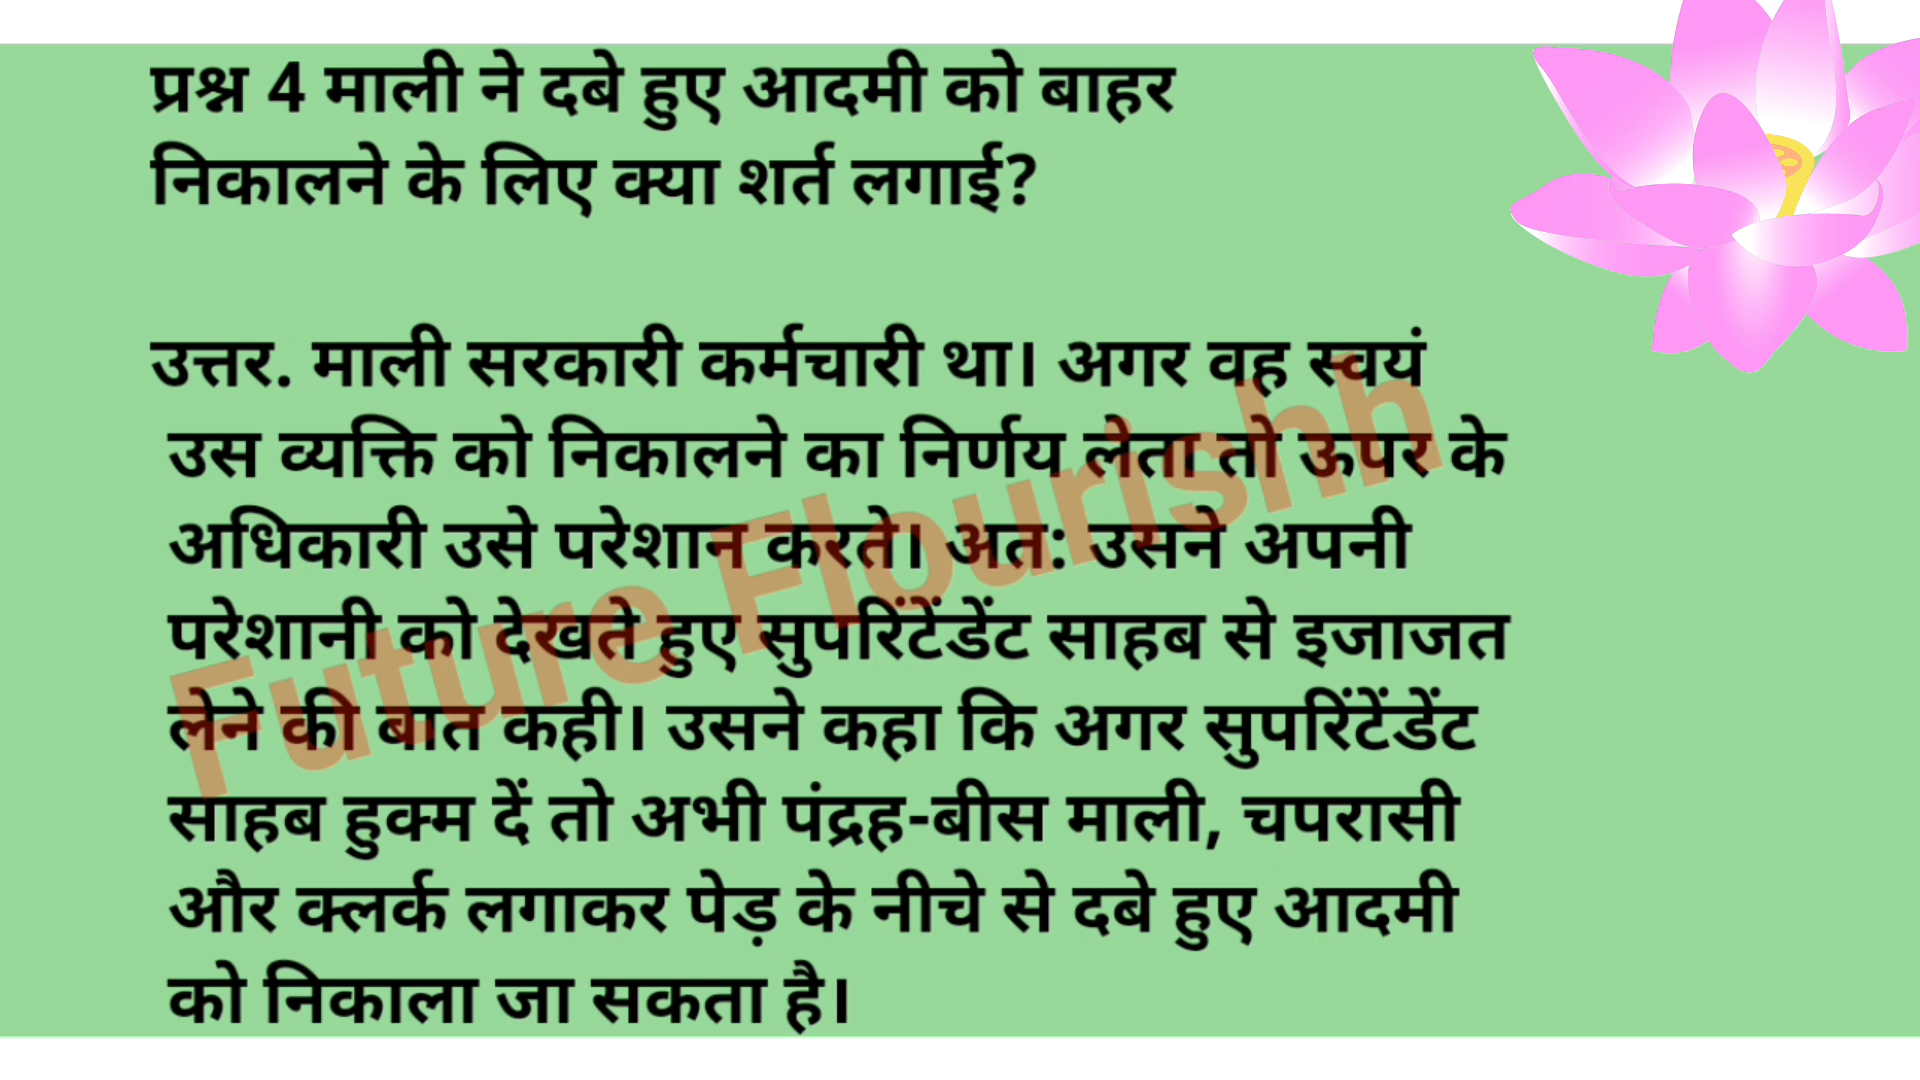 प्रश्न 4 माली ने दबे हुए आदमी को बाहर
निकालने के लिए क्या शर्त लगाई?
उत्तर. माली सरकारी कर्मचारी था। अगर वह स्वयं
उस व्यक्ति को निकालने का निर्णय लेता तो ऊपर के
अधिकारी उसे परेशान करते। अत: उसने अपनी
परेशानी को देखते हुए सुपरिंटेंडेंट साहब से इजाजत
लेने की बात कही। उसने कहा कि अगर सुपरिंटेंडेंट
साहब हुक्म दें तो अभी पंद्रह-बीस माली, चपरासी
और क्लर्क लगाकर पेड़ के नीचे से दबे हुए आदमी
को निकाला जा सकता है।
Future Flourishh